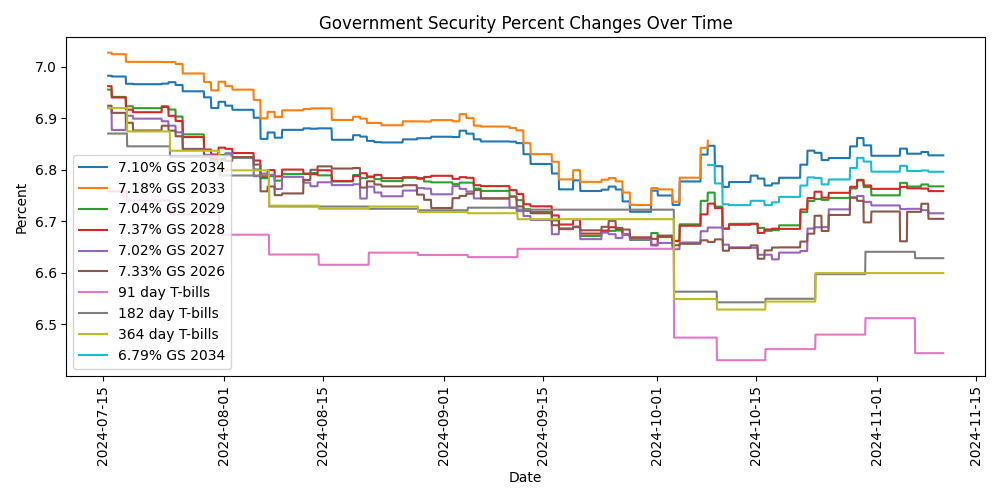 Government Security Percent Changes Over Time
Percent
7.0
6.9
6.8
6.7
6.6
6.5
7.10% GS 2034
7.18% GS 2033
7.04% GS 2029
7.37% GS 2028
7.02% GS 2027
7.33% GS 2026
91 day T-bills
182 day T-bills
364 day T-bills
6.79% GS 2034
2024-07-15
2024-08-01
2024-08-15
2024-09-01
2024-09-15
2024-10-01
2024-10-15
2024-11-01
2024-11-15
Date